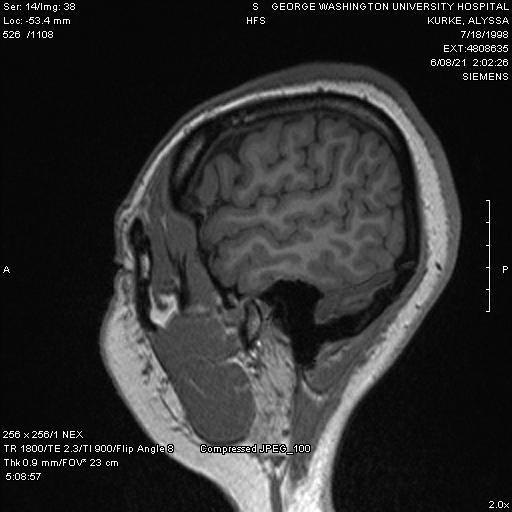 Ser: 14/Img: 38
Loc: -53.4 mm
526 /1108
S
HFS
GEORGE WASHINGTON UNIVERSITY HOSPITAL
KURKE, ALYSSA
7/18/1998
EXT:4808635
6/08/21 2:02:26
SIEMENS
A
P
256 x 256/1 NEX
TR 1800/TE 2.3/TI 900/Flip Angle 8
Thk 0.9 mm/FOV* 23 cm
5:08:57
Compressed JPEG_100
2.0x